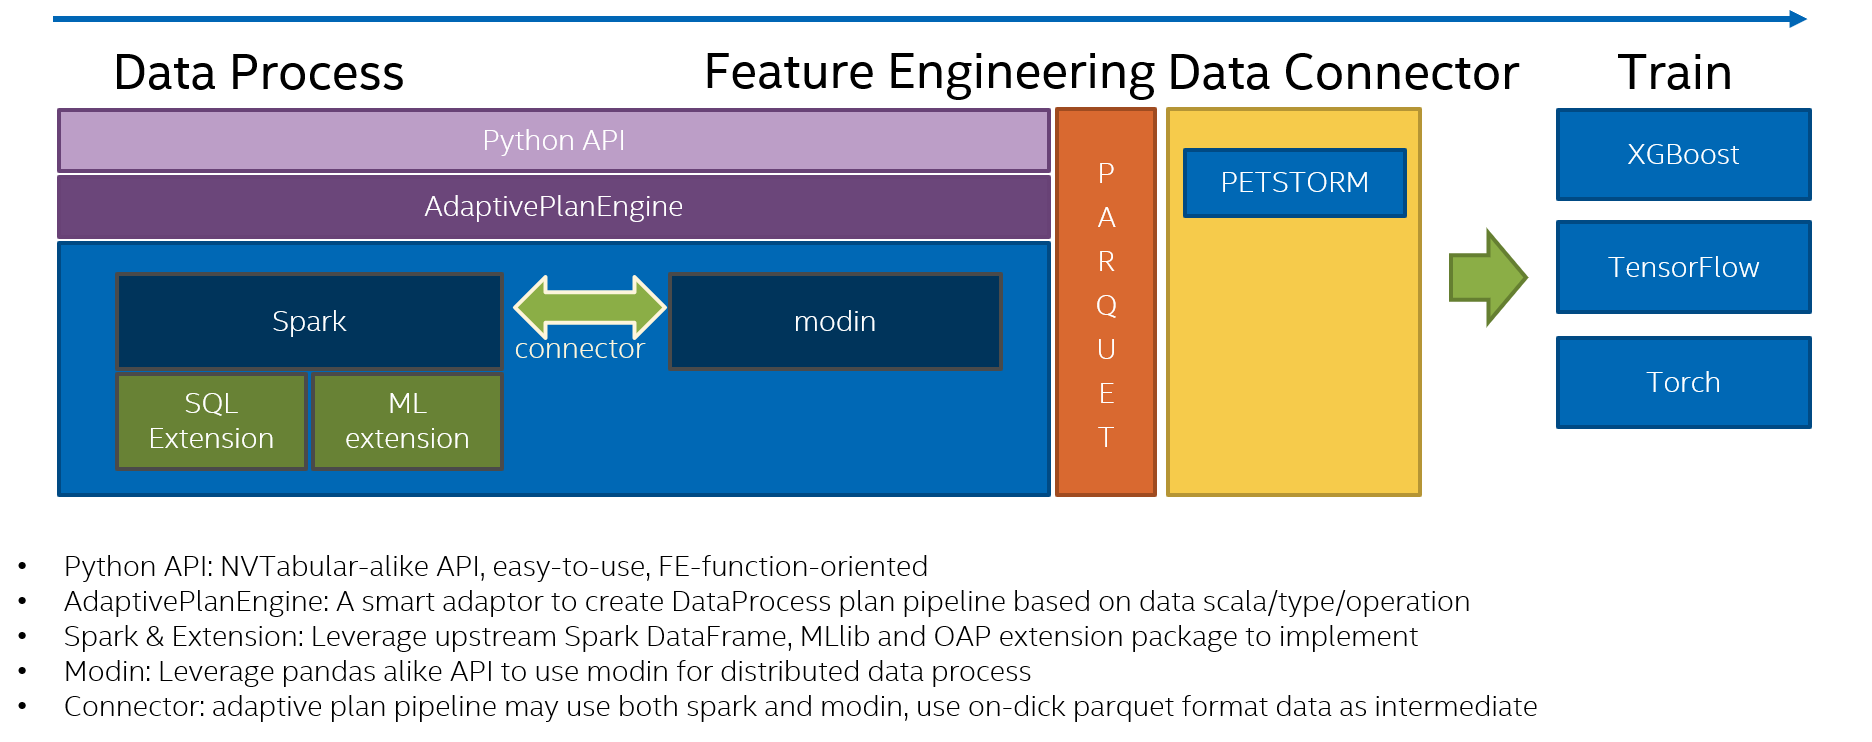 Data Process
Feature Engineering
Data Connector
Train
Python API
AdaptivePlanEngine
Spark
connector
modin
SQL
Extension
ML
extension
P
A
R
Q
U
E
T
PETSTORM
XGBoost
TensorFlow
Torch
• Python API: NVTabular-alike API, easy-to-use, FE-function-oriented
• AdaptivePlanEngine: A smart adaptor to create DataProcess plan pipeline based on data scala/type/operation
• Spark & Extension: Leverage upstream Spark DataFrame, MLlib and OAP extension package to implement
• Modin: Leverage pandas alike API to use modin for distributed data process
• Connector: adaptive plan pipeline may use both spark and modin, use on-dick parquet format data as intermediate